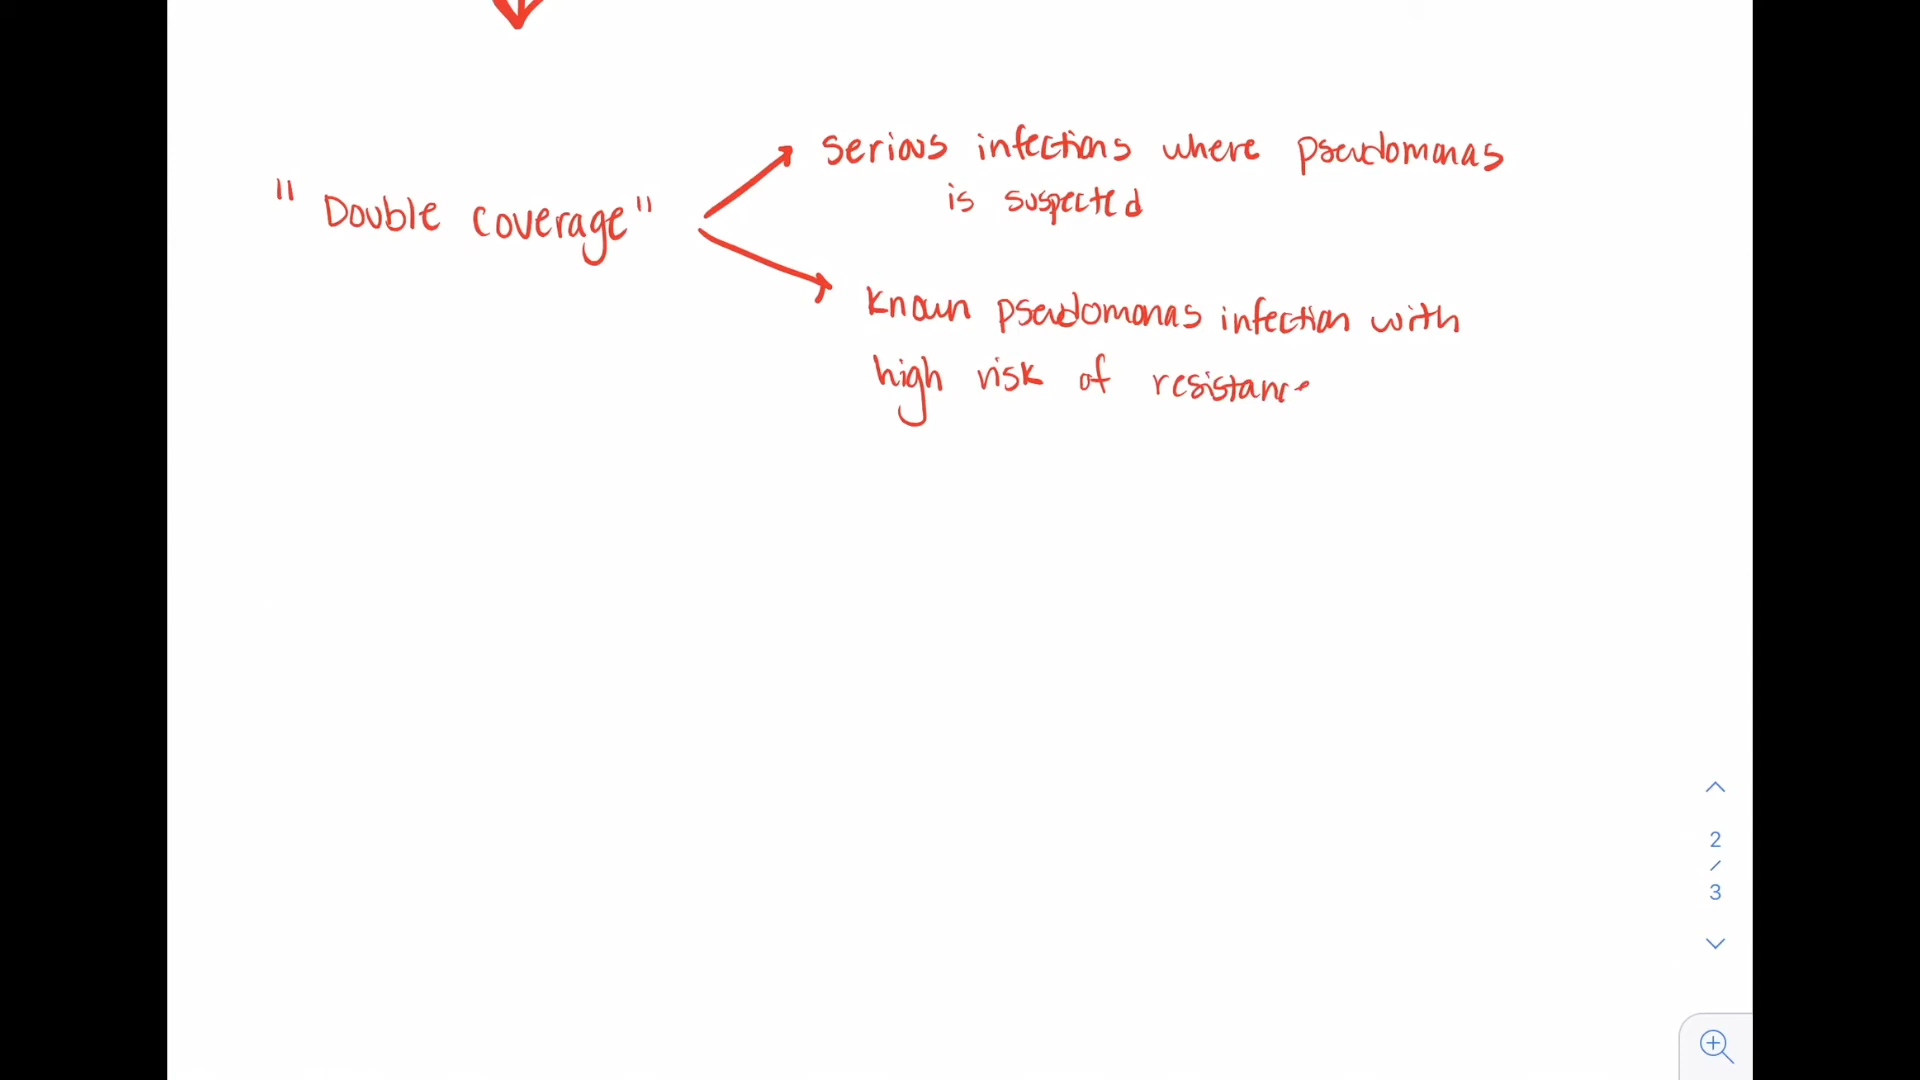 " Double coverage"
serious infections where pseudomonas
is suspected
known pseudomonas infection with
high risk of resistance
2
/
3